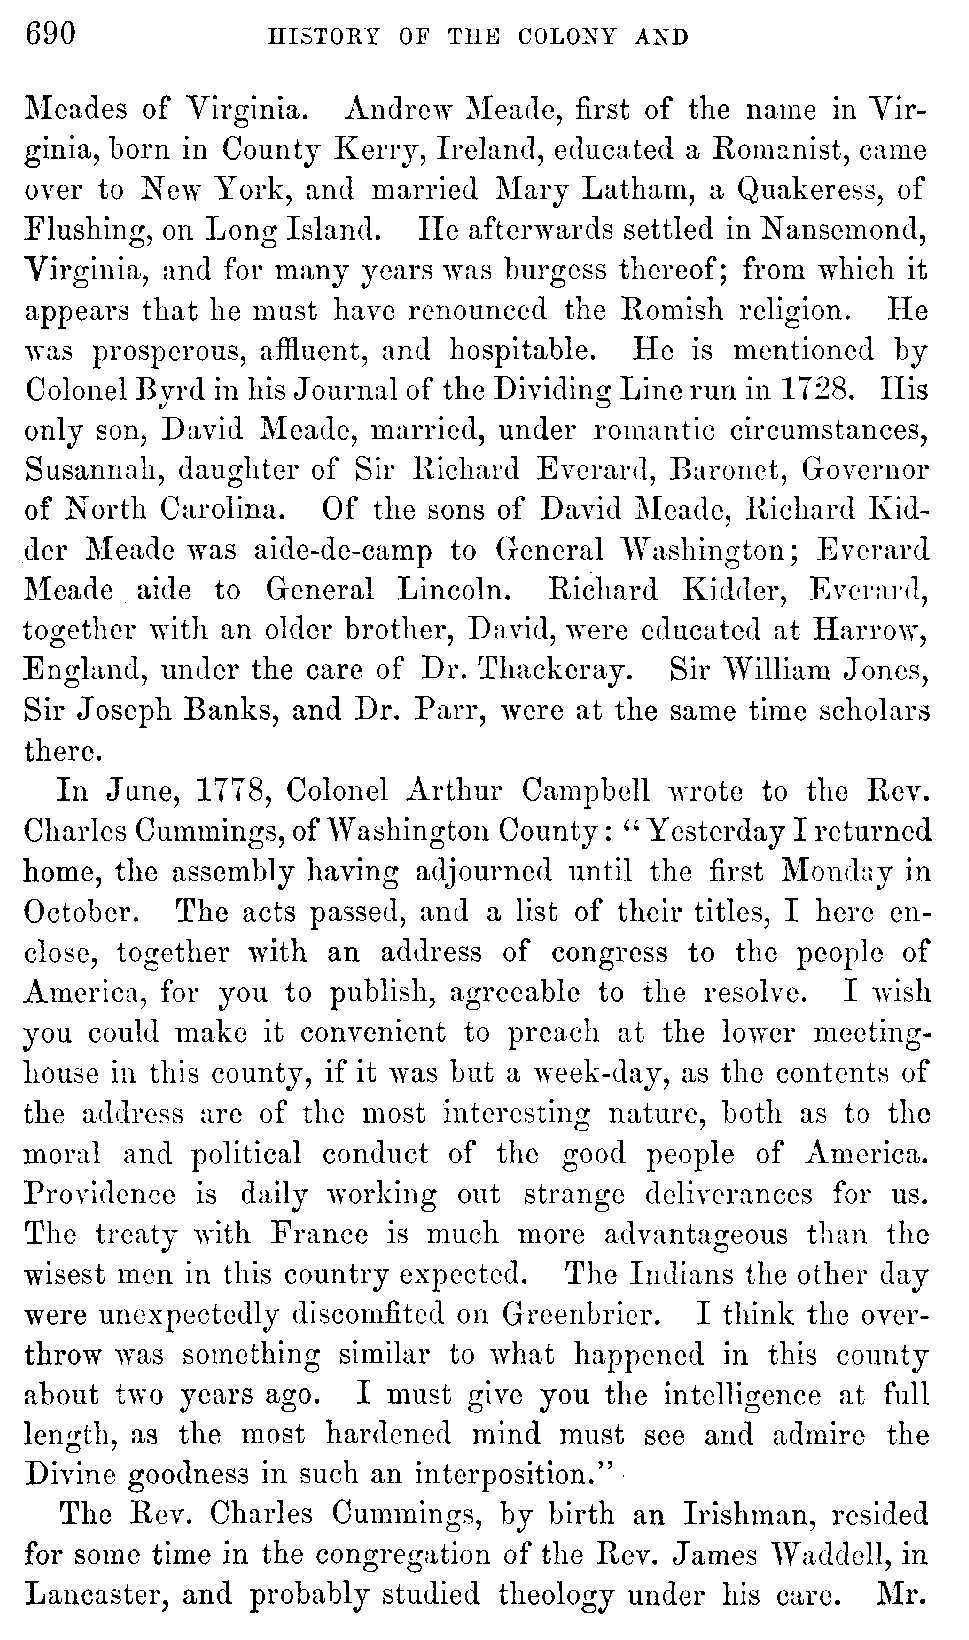 690 HISTORY OF THE COLONY AND
Meades of Virginia. Andrew Meade, first of the name in Vir-
ginia, born in County Kerry, Ireland, educated a Romanist, came
over to New York, and married Mary Latham, a Quakeress, of
Flushing, on Long Island. He afterwards settled in Nansemond,
Virginia, and for many years was burgess thereof; from which it
appears that he must have renounced the Romish religion. He
was prosperous, affluent, and hospitable. He is mentioned by
Colonel Byrd in his Journal of the Dividing Line run in 1728. His
only son, David Meade, married, under romantic circumstances,
Susannah, daughter of Sir Richard Everard, Baronet, Governor
of North Carolina. Of the sons of David Meade, Richard Kid-
der Meade was aide-de-camp to General Washington; Everard
Meade aide to General Lincoln. Richard Kidder, Everard,
together with an older brother, David, were educated at Harrow,
England, under the care of Dr. Thackeray. Sir William Jones,
Sir Joseph Banks, and Dr. Parr, were at the same time scholars
there.
In June, 1778, Colonel Arthur Campbell wrote to the Rev.
Charles Cummings, of Washington County: "Yesterday I returned
home, the assembly having adjourned until the first Monday in
October. The acts passed, and a list of their titles, I here en-
close, together with an address of congress to the people of
America, for you to publish, agreeable to the resolve. I wish
you could make it convenient to preach at the lower meeting-
house in this county, if it was but a week-day, as the contents of
the address are of the most interesting nature, both as to the
moral and political conduct of the good people of America.
Providence is daily working out strange deliverances for us.
The treaty with France is much more advantageous than the
wisest men in this country expected. The Indians the other day
were unexpectedly discomfited on Greenbrier. I think the over-
throw was something similar to what happened in this county
about two years ago. I must give you the intelligence at full
length, as the most hardened mind must see and admire the
Divine goodness in such an interposition."
The Rev. Charles Cummings, by birth an Irishman, resided
for some time in the congregation of the Rev. James Waddell, in
Lancaster, and probably studied theology under his care. Mr.